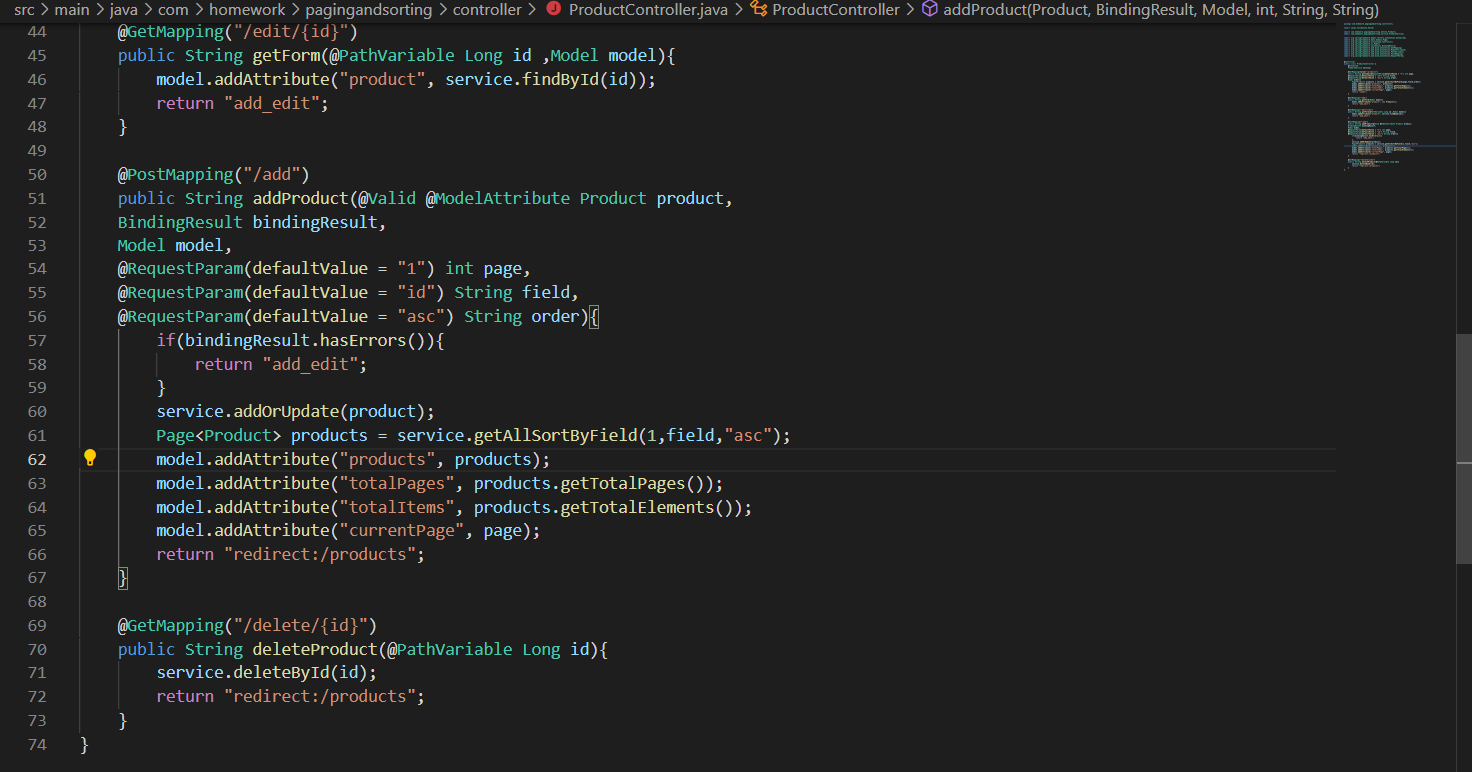 src > main > java > com > homework > pagingandsorting > controller > J ProductController.java > ProductController > addProduct(Product, BindingResult, Model, int, String, String)
44 @GetMapping("/edit/{id}")
45 public String getForm(@PathVariable Long id ,Model model){
46 model.addAttribute("product", service.findById(id));
47 return "add_edit";
48 }
49
50 @PostMapping("/add")
51 public String addProduct(@Valid @ModelAttribute Product product,
52 BindingResult bindingResult,
53 Model model,
54 @RequestParam(defaultValue = "1") int page,
55 @RequestParam(defaultValue = "id") String field,
56 @RequestParam(defaultValue = "asc") String order){
57 if(bindingResult.hasErrors()){
58 return "add_edit";
59 }
60 service.addOrUpdate(product);
61 Page<Product> products = service.getAllSortByField(1,field,"asc");
62 model.addAttribute("products", products);
63 model.addAttribute("totalPages", products.getTotalPages());
64 model.addAttribute("totalItems", products.getTotalElements());
65 model.addAttribute("currentPage", page);
66 return "redirect:/products";
67 }
68
69 @GetMapping("/delete/{id}")
70 public String deleteProduct(@PathVariable Long id){
71 service.deleteById(id);
72 return "redirect:/products";
73 }
74 }